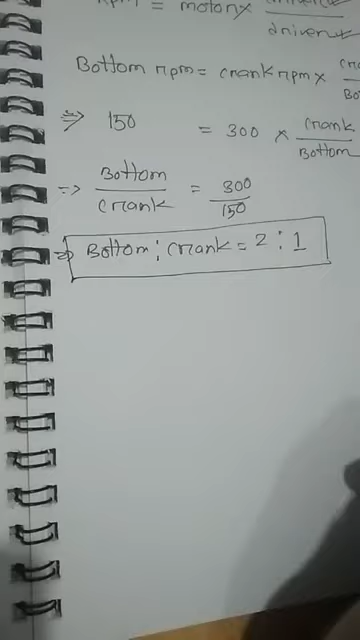 rpm = motor ×
driven
Bottom rpm = crank rpm ×
⇒ 150 = 300 × crank / Bottom
⇒ Bottom / crank = 300 / 150
⇒ Bottom : crank = 2 : 1